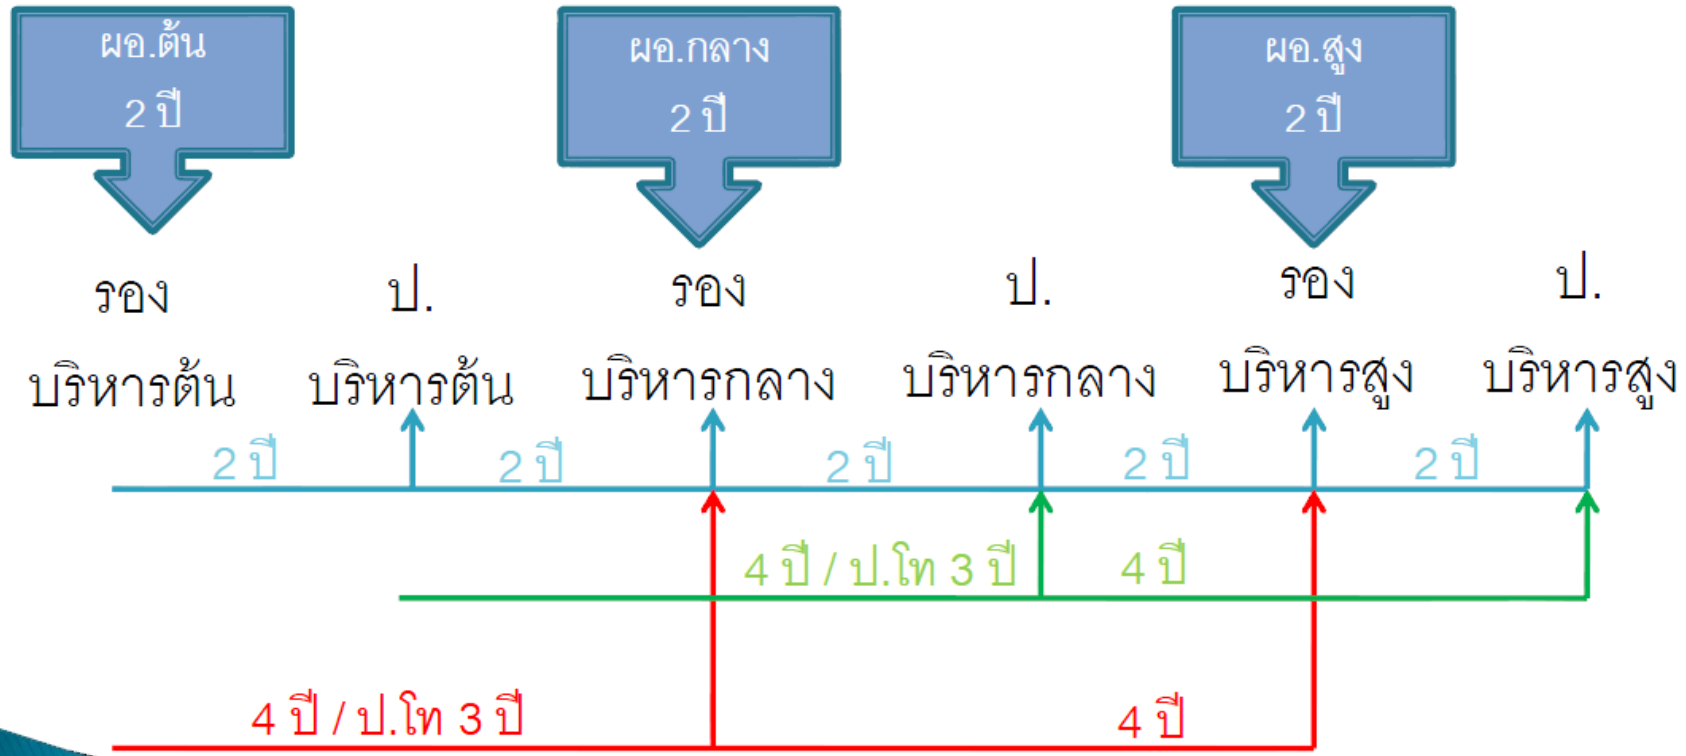 ผอ.ต้น
2 ปี
ผอ.กลาง
2 ปี
ผอ.สูง
2 ปี
รอง
บริหารต้น
ป.
บริหารต้น
รอง
บริหารกลาง
ป.
บริหารกลาง
รอง
บริหารสูง
ป.
บริหารสูง
2 ปี
2 ปี
2 ปี
2 ปี
2 ปี
4 ปี / ป.โท 3 ปี
4 ปี
4 ปี / ป.โท 3 ปี
4 ปี